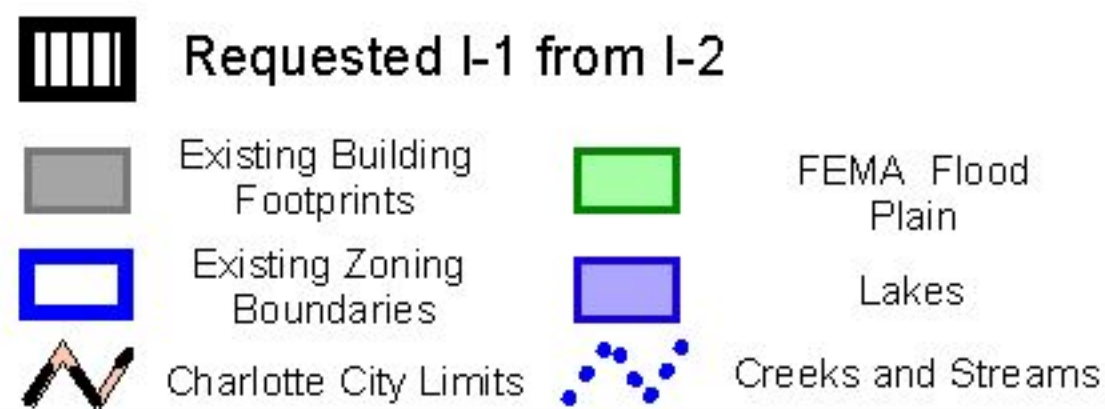 Requested I-1 from I-2
Existing Building
Footprints
FEMA Flood
Plain
Existing Zoning
Boundaries
Lakes
Charlotte City Limits
Creeks and Streams